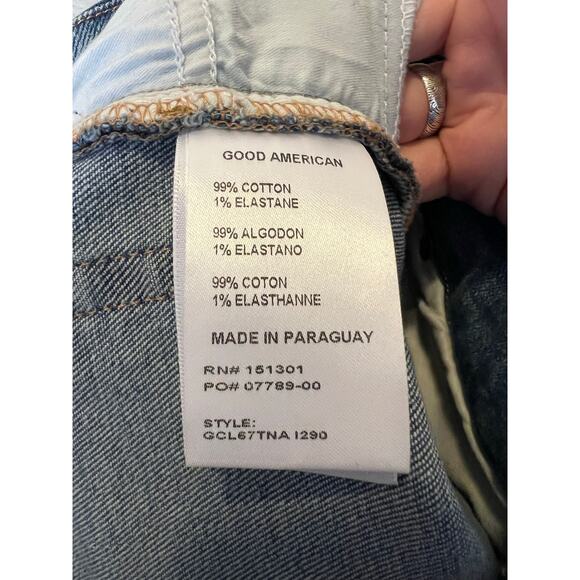 GOOD AMERICAN
99% COTTON
1% ELASTANE
99% ALGODON
1% ELASTANO
99% COTON
1% ELASTHANNE
MADE IN PARAGUAY
RN# 151301
PO# 07789-00
STYLE:
GCL67TNA I290